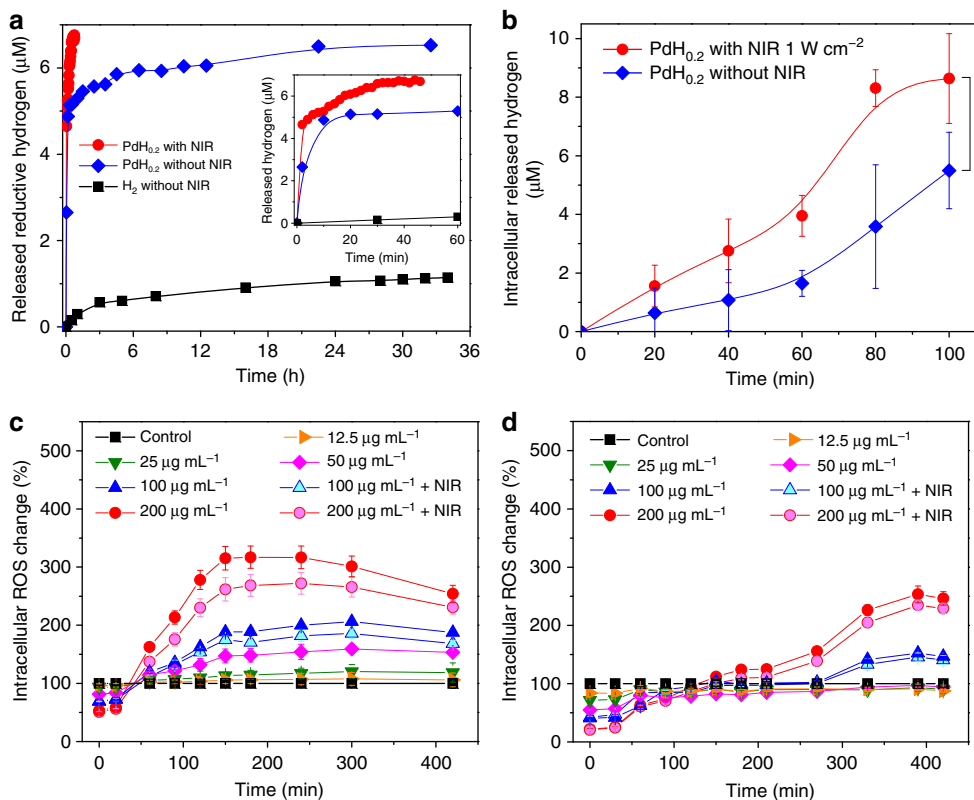 a
Released reductive hydrogen (µM)
6
4
2
0
0
6
12
18
24
30
36
Time (h)
PdH0.2 with NIR
PdH0.2 without NIR
H2 without NIR
Released hydrogen (µM)
6
4
2
0
0
20
40
60
Time (min)
b
Intracellular released hydrogen
(µM)
10
8
6
4
2
0
0
20
40
60
80
100
Time (min)
PdH0.2 with NIR 1 W cm−2
PdH0.2 without NIR
c
Intracellular ROS change (%)
500
400
300
200
100
0
0
100
200
300
400
Time (min)
Control
12.5 µg mL−1
25 µg mL−1
50 µg mL−1
100 µg mL−1
100 µg mL−1 + NIR
200 µg mL−1
200 µg mL−1 + NIR
d
Intracellular ROS change (%)
500
400
300
200
100
0
0
100
200
300
400
Time (min)
Control
12.5 µg mL−1
25 µg mL−1
50 µg mL−1
100 µg mL−1
100 µg mL−1 + NIR
200 µg mL−1
200 µg mL−1 + NIR